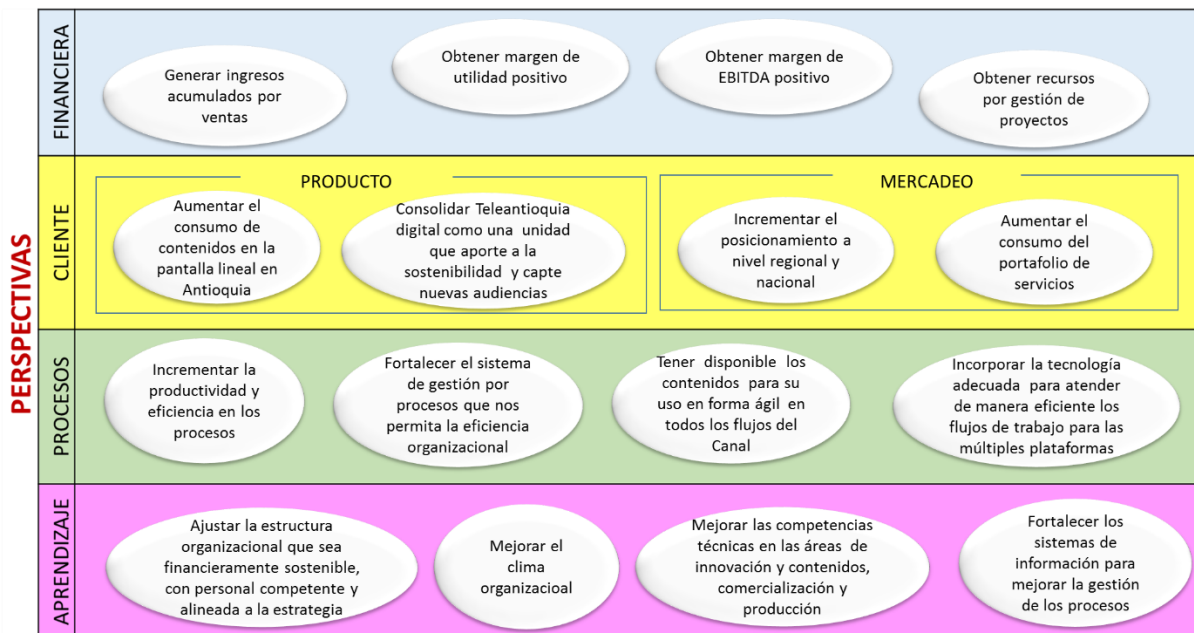 PERSPECTIVAS
FINANCIERA
Generar ingresos
acumulados por
ventas
Obtener margen de
utilidad positivo
Obtener margen de
EBITDA positivo
Obtener recursos
por gestión de
proyectos
CLIENTE
PRODUCTO
Aumentar el
consumo de
contenidos en la
pantalla lineal en
Antioquia
Consolidar Teleantioquia
digital como una unidad
que aporte a la
sostenibilidad y capte
nuevas audiencias
MERCADEO
Incrementar el
posicionamiento a
nivel regional y
nacional
Aumentar el
consumo del
portafolio de
servicios
PROCESOS
Incrementar la
productividad y
eficiencia en los
procesos
Fortalecer el sistema
de gestión por
procesos que nos
permita la eficiencia
organizacional
Tener disponible los
contenidos para su
uso en forma ágil en
todos los flujos del
Canal
Incorporar la tecnología
adecuada para atender
de manera eficiente los
flujos de trabajo para las
múltiples plataformas
APRENDIZAJE
Ajustar la estructura
organizacional que sea
financieramente sostenible,
con personal competente y
alineada a la estrategia
Mejorar el
clima
organizacioal
Mejorar las competencias
técnicas en las áreas de
innovación y contenidos,
comercialización y
producción
Fortalecer los
sistemas de
información para
mejorar la gestión
de los procesos